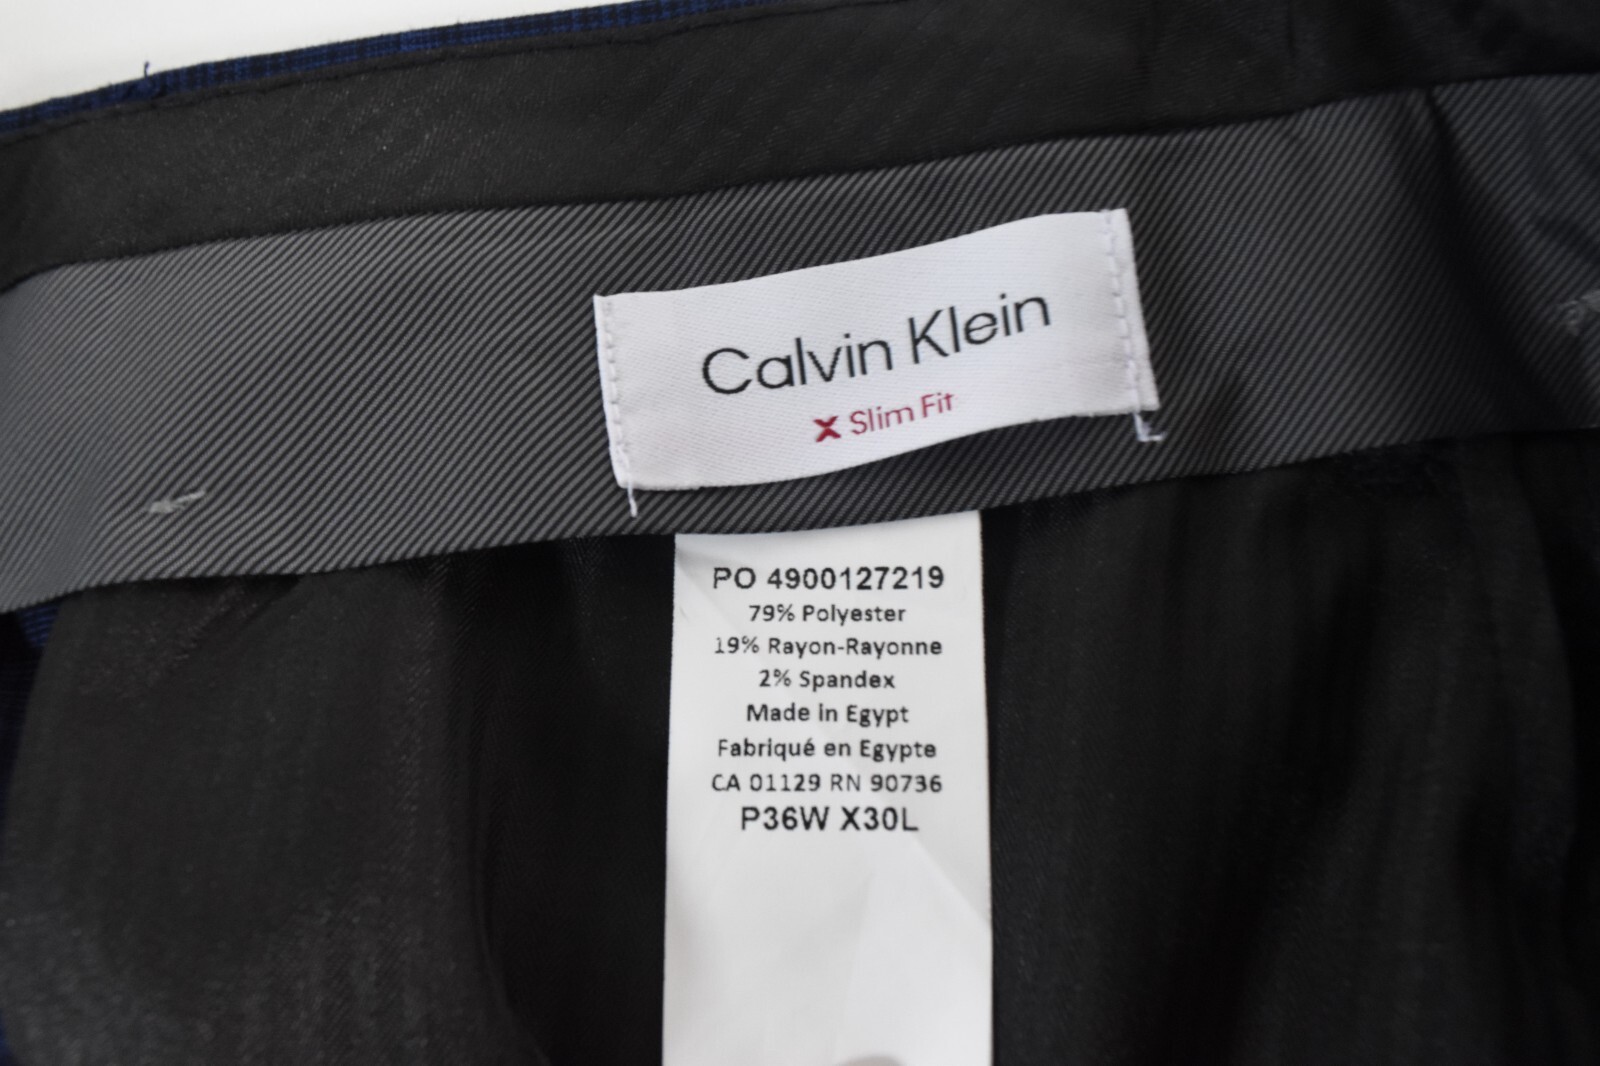 Calvin Klein
X Slim Fit
PO 4900127219
79% Polyester
19% Rayon-Rayonne
2% Spandex
Made in Egypt
Fabriqué en Egypte
CA 01129 RN 90736
P36W X30L